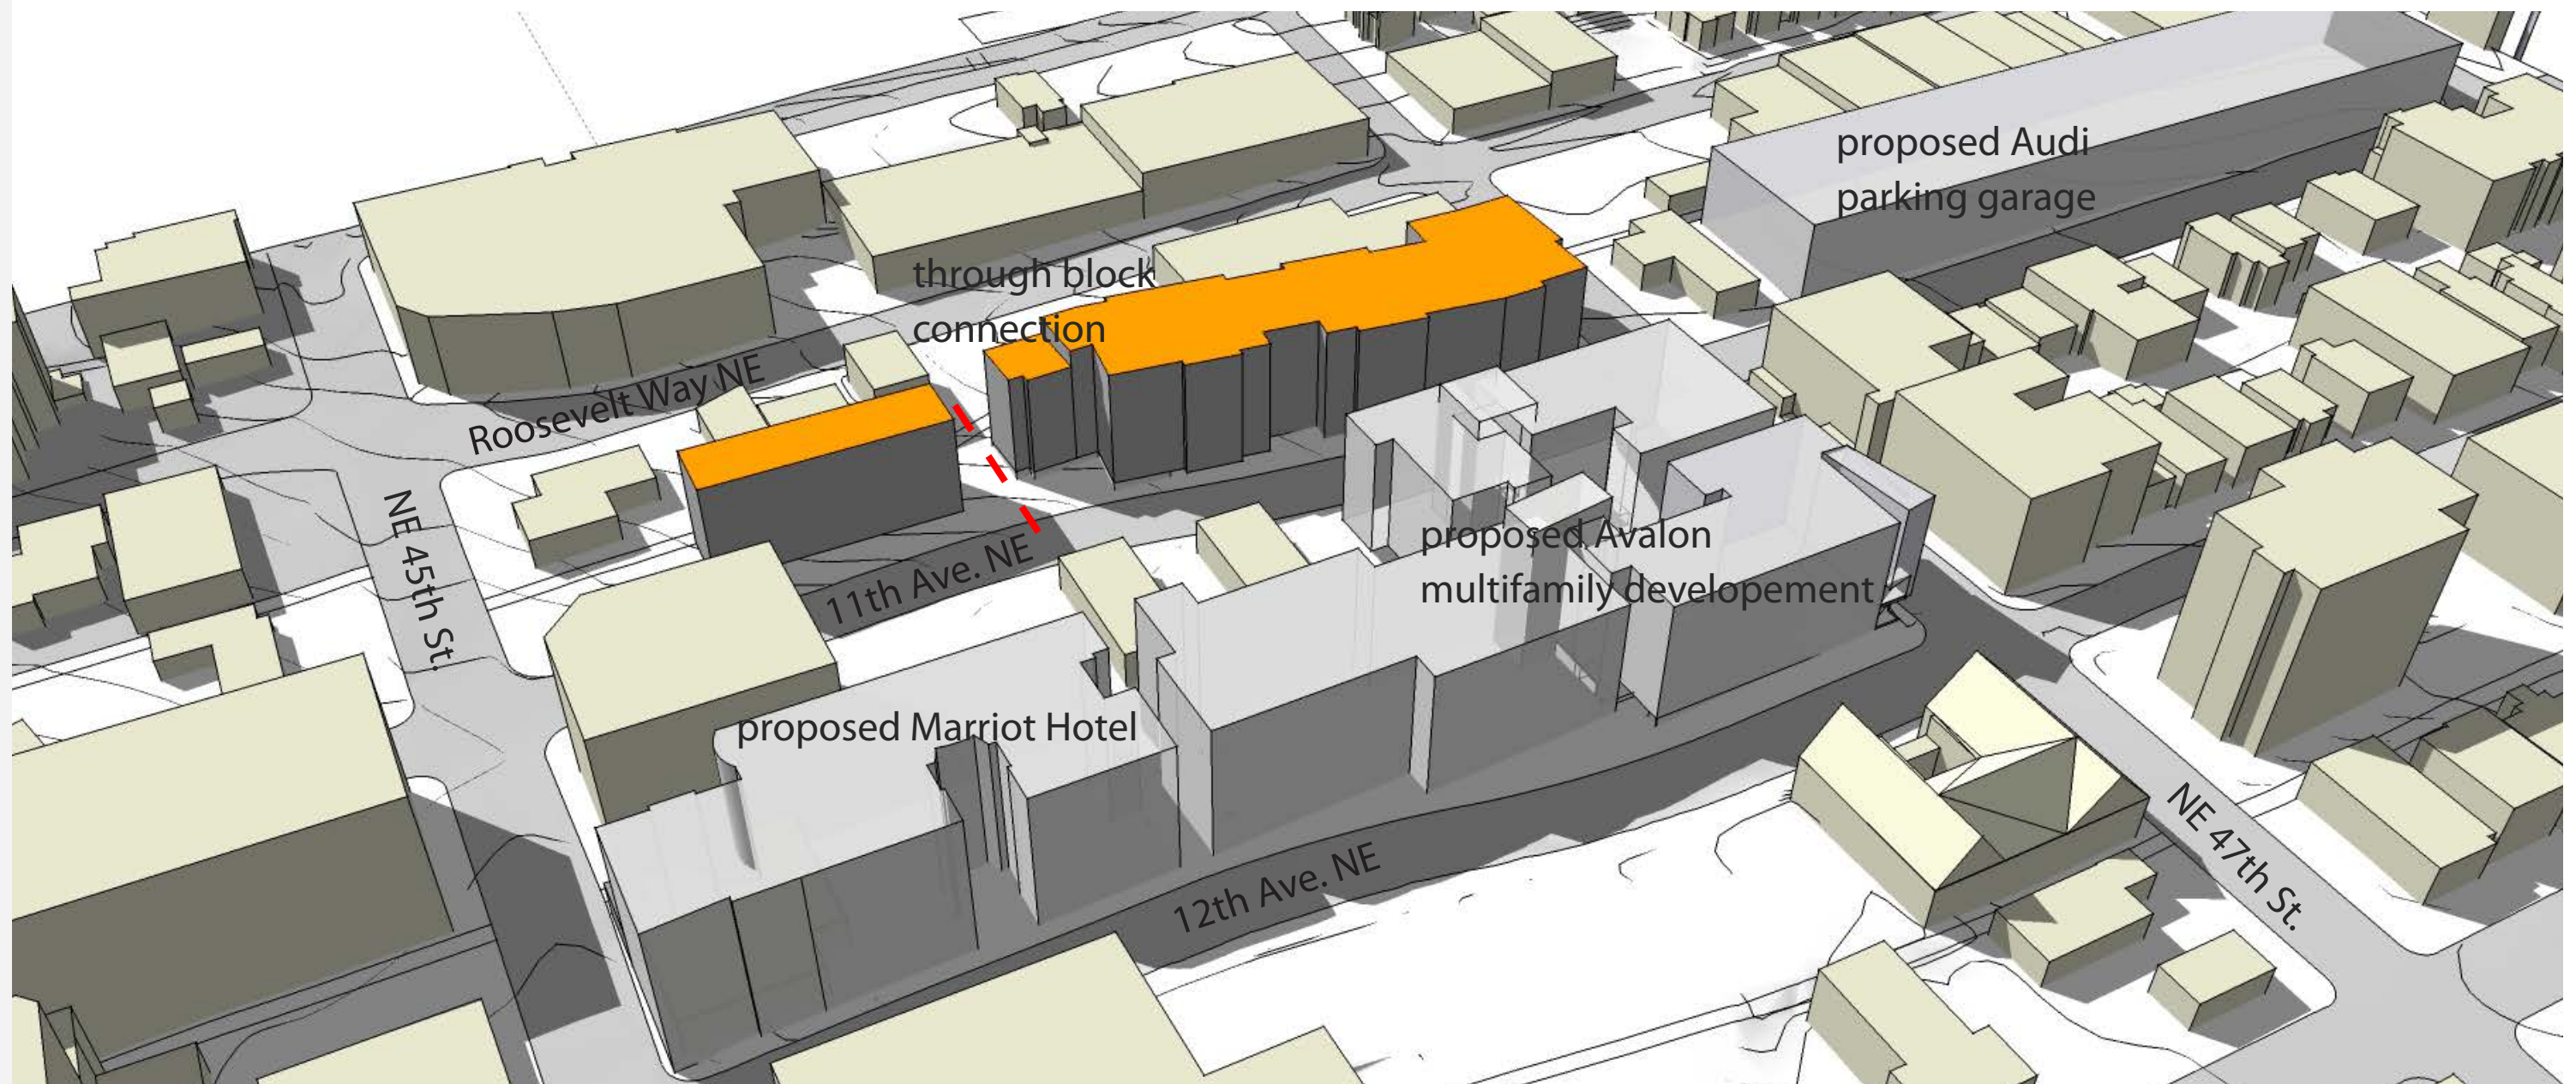 proposed Audi
parking garage
through block
connection
Roosevelt Way NE
NE 45th St.
11th Ave. NE
proposed Avalon
multifamily developement
proposed Marriot Hotel
12th Ave. NE
NE 47th St.